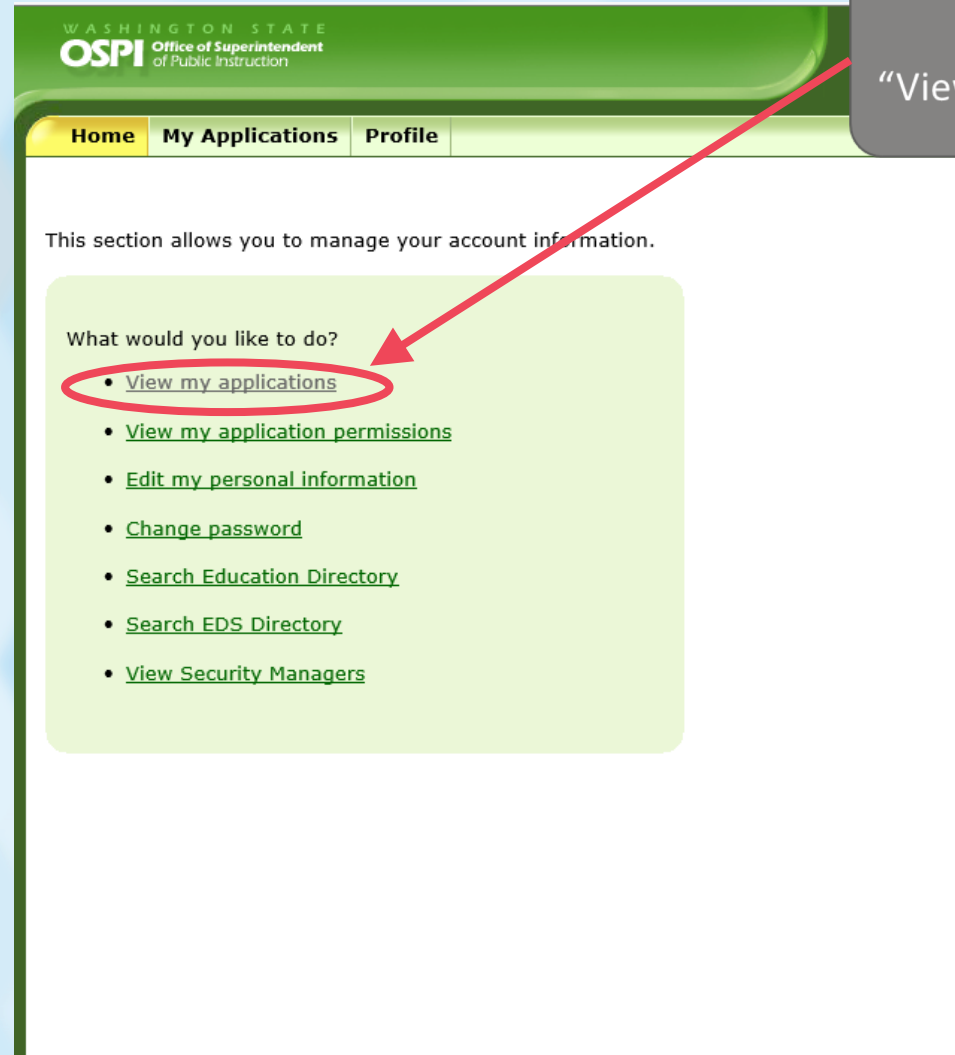 WASHINGTON STATE
OSPI Office of Superintendent
of Public Instruction
Home My Applications Profile
This section allows you to manage your account information.
What would you like to do?
• View my applications
• View my application permissions
• Edit my personal information
• Change password
• Search Education Directory
• Search EDS Directory
• View Security Managers